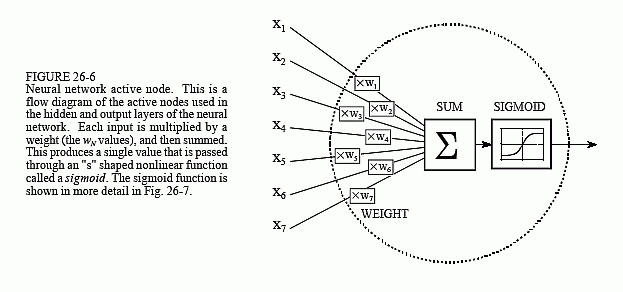 FIGURE 26-6
Neural network active node. This is a
flow diagram of the active nodes used in
the hidden and output layers of the neural
network. Each input is multiplied by a
weight (the wN values), and then summed.
This produces a single value that is passed
through an "s" shaped nonlinear function
called a sigmoid. The sigmoid function is
shown in more detail in Fig. 26-7.
X1
X2
X3
X4
X5
X6
X7
×w1
×w2
×w3
×w4
×w5
×w6
×w7
WEIGHT
SUM
Σ
SIGMOID